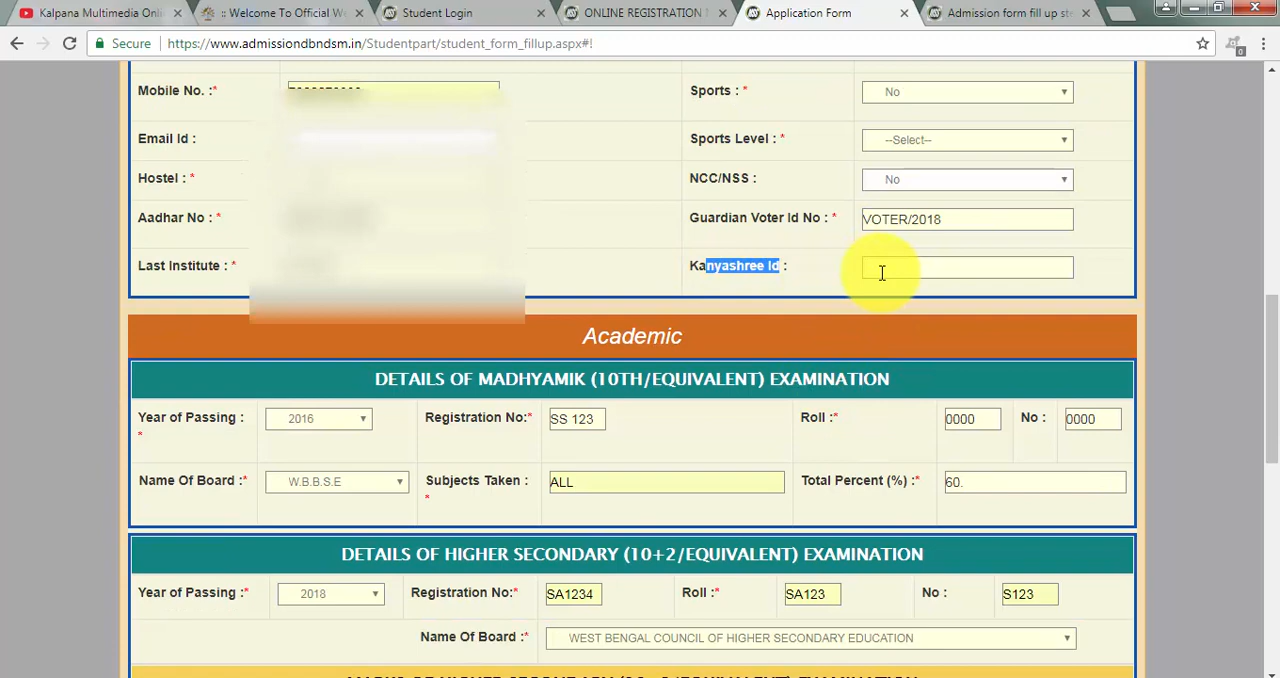 Kalpana Multimedia Onli
:: Welcome To Official We
Student Login
ONLINE REGISTRATION
Application Form
Admission form fill up ste
Secure https://www.admissiondbndsm.in/Studentpart/student_form_fillup.aspx#!
Mobile No. :* Sports : * No
Email Id : Sports Level : * --Select--
Hostel : * NCC/NSS : No
Aadhar No : * Guardian Voter Id No : * VOTER/2018
Last Institute : * Kanyashree Id :
Academic
DETAILS OF MADHYAMIK (10TH/EQUIVALENT) EXAMINATION
Year of Passing : * 2016 Registration No:* SS 123 Roll :* 0000 No : 0000
Name Of Board :* W.B.B.S.E Subjects Taken : * ALL Total Percent (%) :* 60.
DETAILS OF HIGHER SECONDARY (10+2/EQUIVALENT) EXAMINATION
Year of Passing :* 2018 Registration No:* SA1234 Roll :* SA123 No : S123
Name Of Board :* WEST BENGAL COUNCIL OF HIGHER SECONDARY EDUCATION